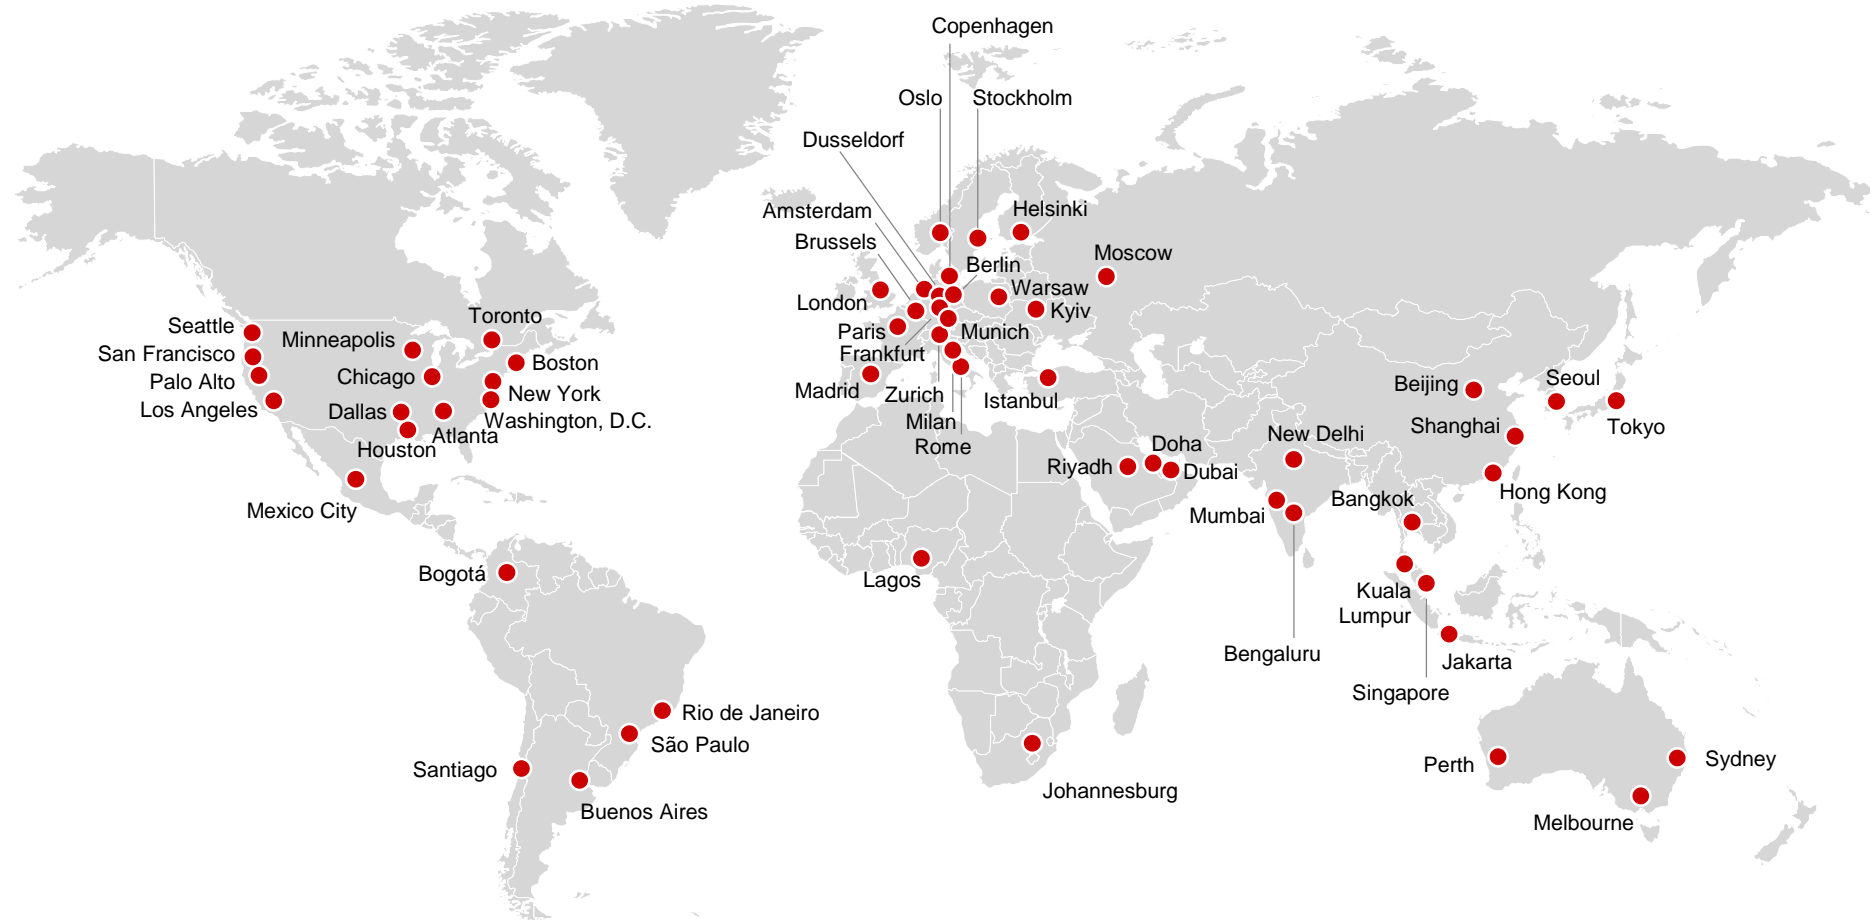 Copenhagen
Oslo
Stockholm
Dusseldorf
Amsterdam
Helsinki
Brussels
Moscow
Berlin
Warsaw
London
Kyiv
Paris
Munich
Frankfurt
Madrid
Zurich
Istanbul
Milan
Rome
Seattle
Minneapolis
Toronto
San Francisco
Boston
Palo Alto
Chicago
New York
Los Angeles
Dallas
Washington, D.C.
Atlanta
Houston
Mexico City
Bogotá
Rio de Janeiro
São Paulo
Santiago
Buenos Aires
Lagos
Johannesburg
Riyadh
Doha
Dubai
New Delhi
Mumbai
Bengaluru
Beijing
Seoul
Shanghai
Tokyo
Hong Kong
Bangkok
Kuala
Lumpur
Singapore
Jakarta
Perth
Sydney
Melbourne